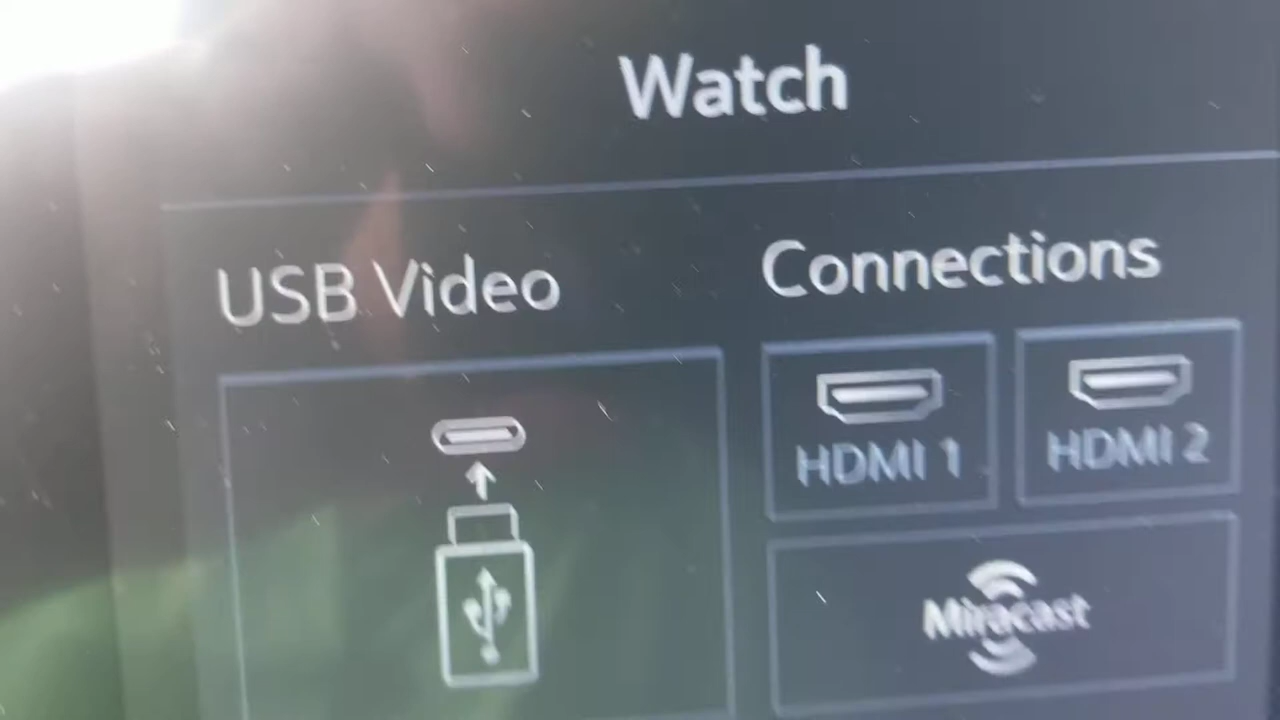 Watch
USB Video
Connections
HDMI 1
HDMI 2
Miracast